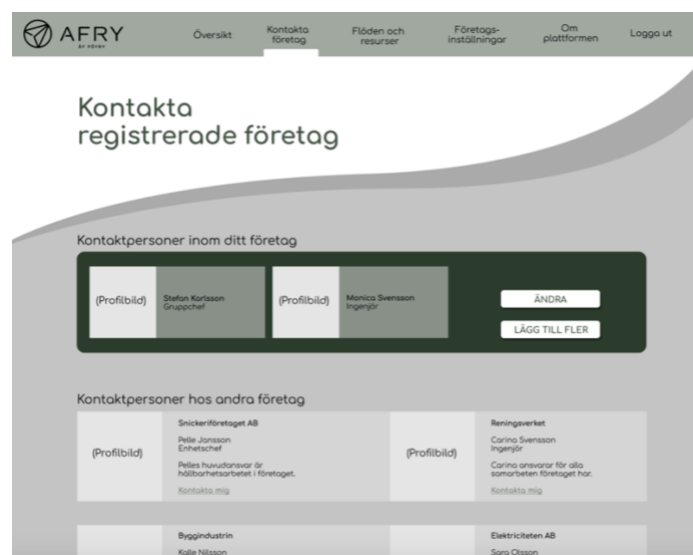 AFRY
ÅF PÖYRY
Översikt
Kontakta
företag
Flöden och
resurser
Företags-
inställningar
Om
plattformen
Logga ut
Kontakta
registrerade företag
Kontaktpersoner inom ditt företag
(Profilbild)
Stefan Karlsson
Gruppchef
(Profilbild)
Monica Svensson
Ingenjör
ÄNDRA
LÄGG TILL FLER
Kontaktpersoner hos andra företag
(Profilbild)
Snickeriföretaget AB
Pelle Jansson
Enhetschef
Pelles huvudansvar är
hållbarhetsarbetet i företaget.
Kontakta mig
(Profilbild)
Reningsverket
Carina Svensson
Ingenjör
Carina ansvarar för alla
samarbeten företaget har.
Kontakta mig
Byggindustrin
Kalle Nilsson
Elektriciteten AB
Sara Olsson